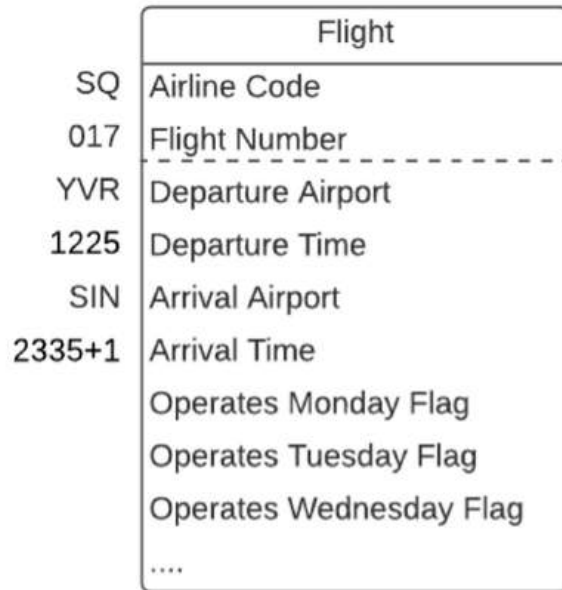 Flight
SQ Airline Code
017 Flight Number
YVR Departure Airport
1225 Departure Time
SIN Arrival Airport
2335+1 Arrival Time
Operates Monday Flag
Operates Tuesday Flag
Operates Wednesday Flag
....